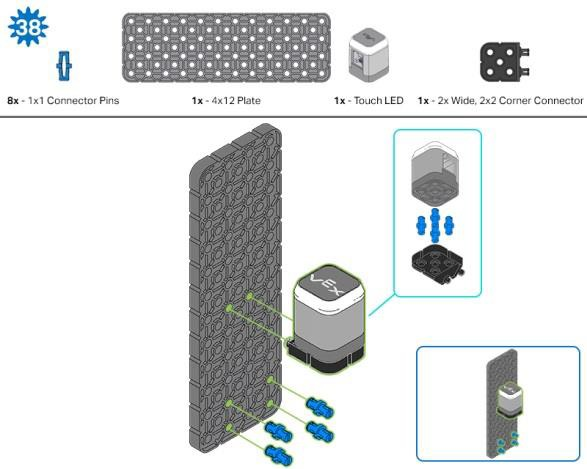 38
8x - 1x1 Connector Pins
1x - 4x12 Plate
1x - Touch LED
1x - 2x Wide, 2x2 Corner Connector
VEX